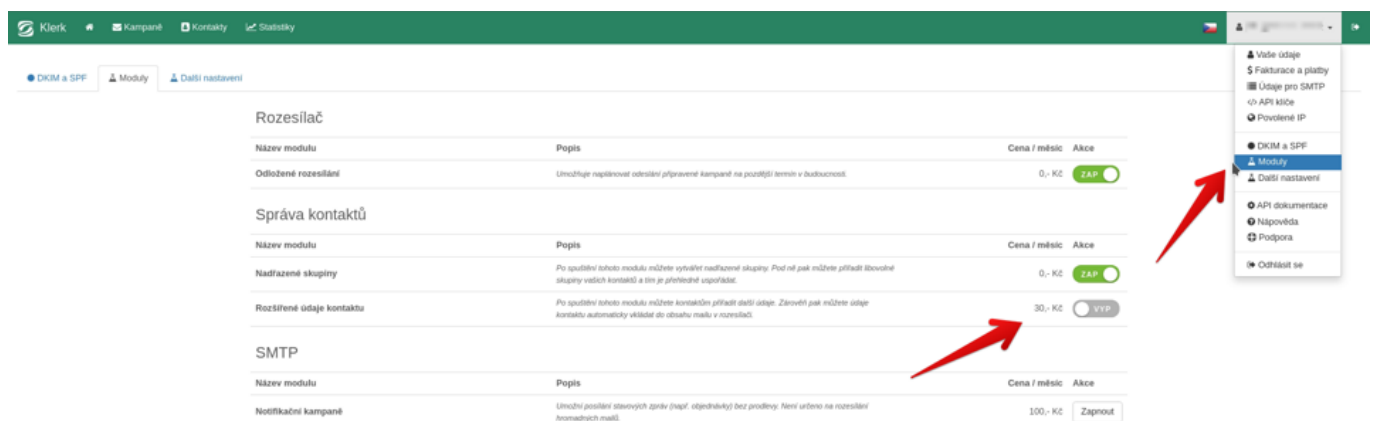 Klerk Kampaně Kontakty Statistiky
DKIM a SPF Moduly Další nastavení
Vaše údaje
Fakturace a platby
Údaje pro SMTP
API klíče
Povolené IP
DKIM a SPF
Moduly
Další nastavení
API dokumentace
Nápověda
Podpora
Odhlásit se
Rozesílač
Název modulu Popis Cena / měsíc Akce
Odložené rozesílání Umožňuje naplánovat odeslání připravené kampaně na pozdější termín v budoucnosti. 0,- Kč ZAP
Správa kontaktů
Název modulu Popis Cena / měsíc Akce
Nadřazené skupiny Po spuštění tohoto modulu můžete vytvářet nadřazené skupiny. Pod ně pak můžete přiřadit libovolné 0,- Kč ZAP
skupiny vašich kontaktů a tím je přehledně uspořádat.
Rozšířené údaje kontaktu Po spuštění tohoto modulu můžete kontaktům přiřadit další údaje. Zároveň pak můžete údaje 30,- Kč VYP
kontaktu automaticky vkládat do obsahu mailu v rozesílači.
SMTP
Název modulu Popis Cena / měsíc Akce
Notifikační kampaně Umožní posílání stavových zpráv (např. objednávky) bez prodlevy. Není určeno na rozesílání 100,- Kč Zapnout
hromadných mailů.